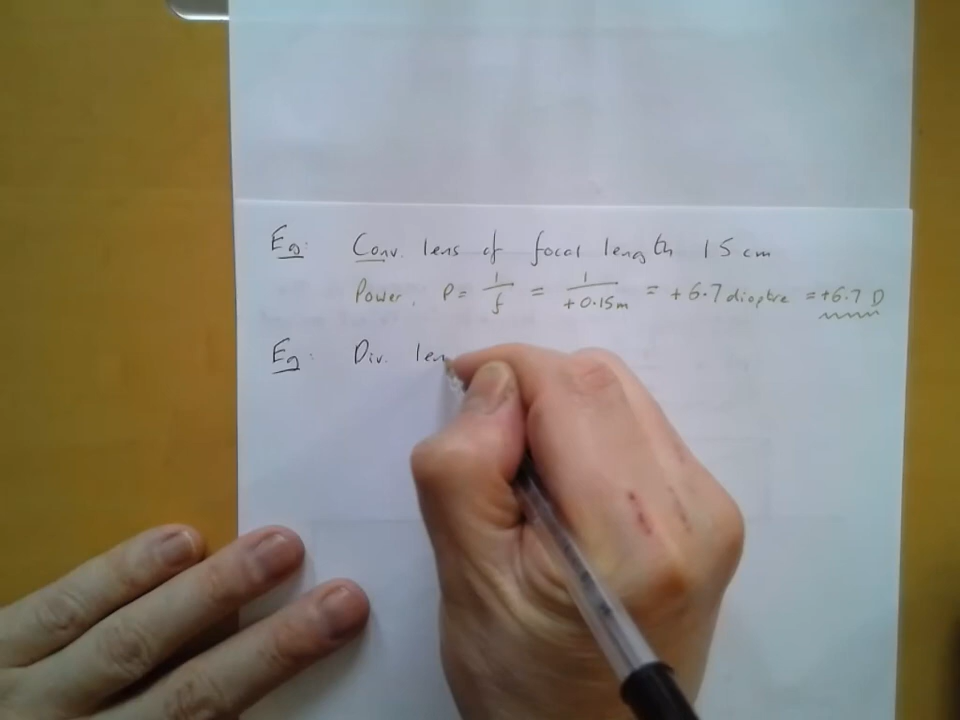 Eg: Conv. lens of focal length 15 cm
Power, P = 1/f = 1/+0.15m = +6.7 dioptre = +6.7 D
Eg: Div. len